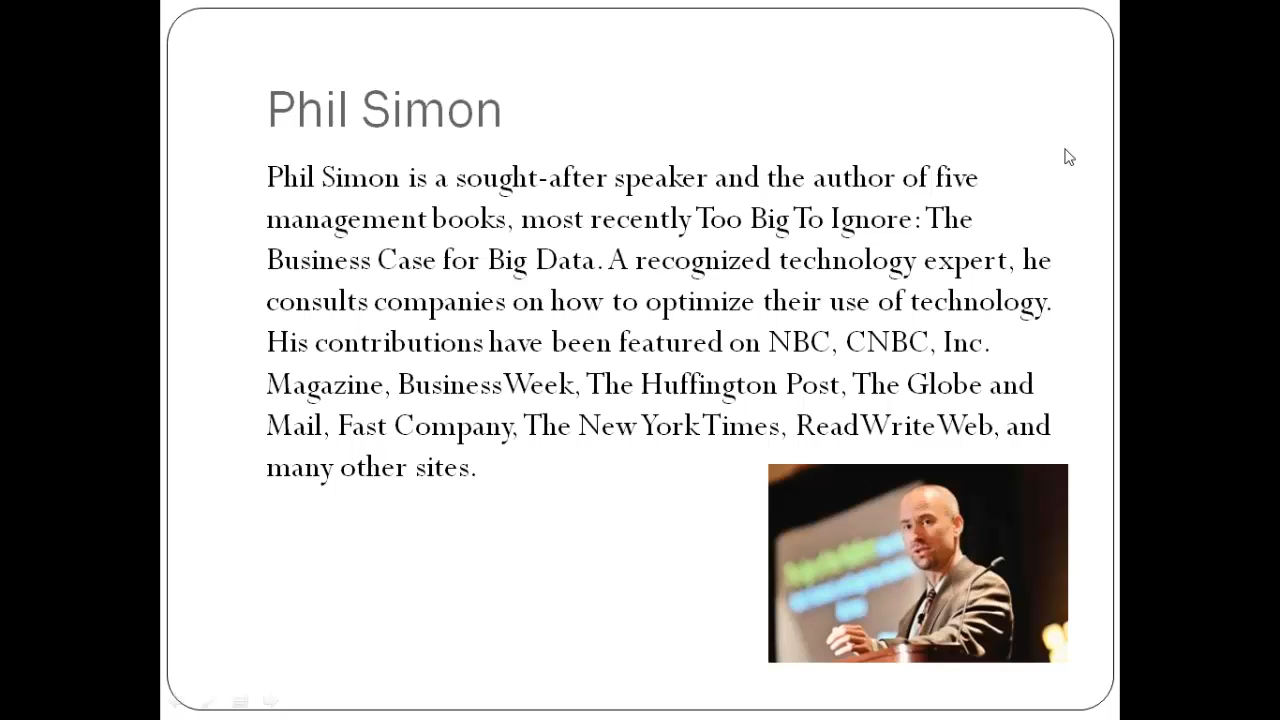 Phil Simon
Phil Simon is a sought-after speaker and the author of five
management books, most recently Too Big To Ignore: The
Business Case for Big Data. A recognized technology expert, he
consults companies on how to optimize their use of technology.
His contributions have been featured on NBC, CNBC, Inc.
Magazine, BusinessWeek, The Huffington Post, The Globe and
Mail, Fast Company, The New York Times, ReadWriteWeb, and
many other sites.